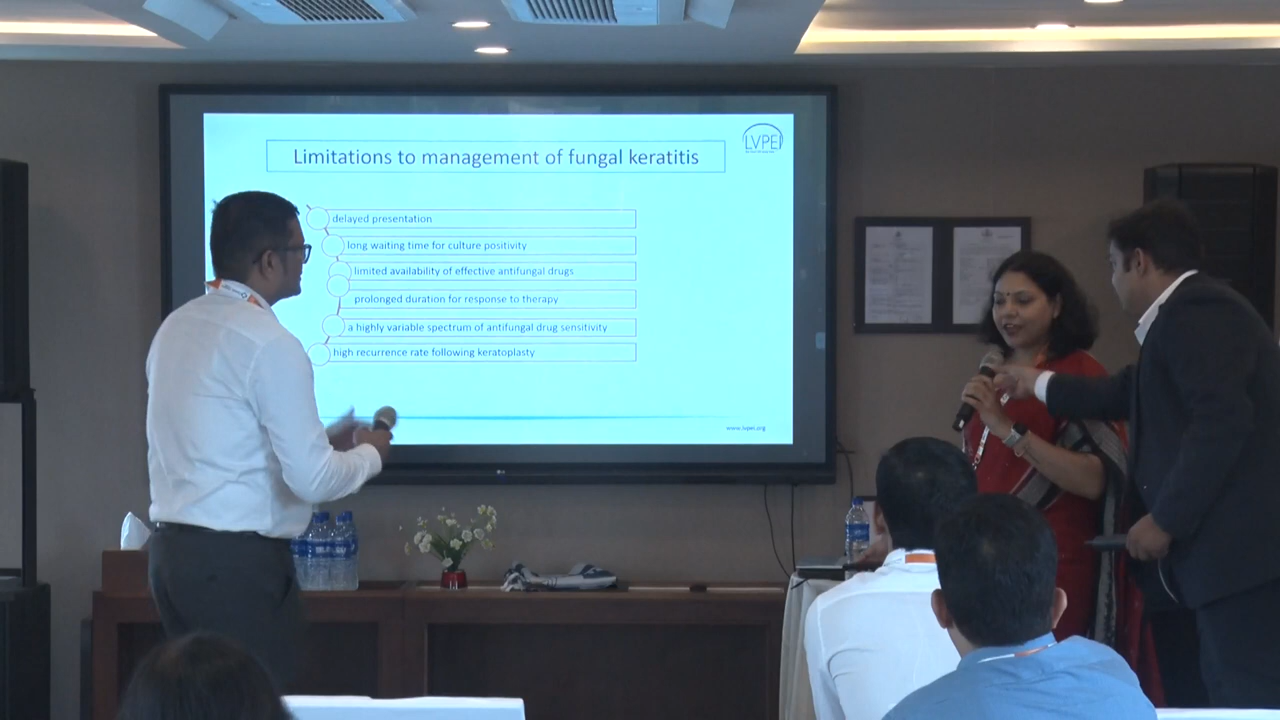 LVPEI
Limitations to management of fungal keratitis
delayed presentation
long waiting time for culture positivity
limited availability of effective antifungal drugs
prolonged duration for response to therapy
a highly variable spectrum of antifungal drug sensitivity
high recurrence rate following keratoplasty
www.lvpei.org